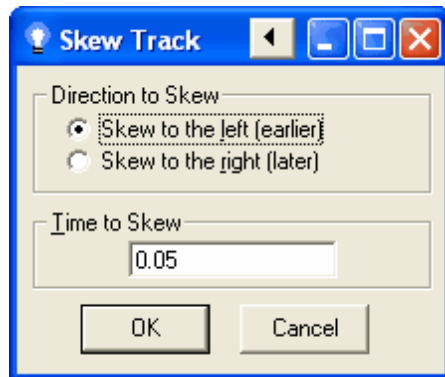 Skew Track
Direction to Skew
Skew to the left (earlier)
Skew to the right (later)
Time to Skew
0.05
OK
Cancel